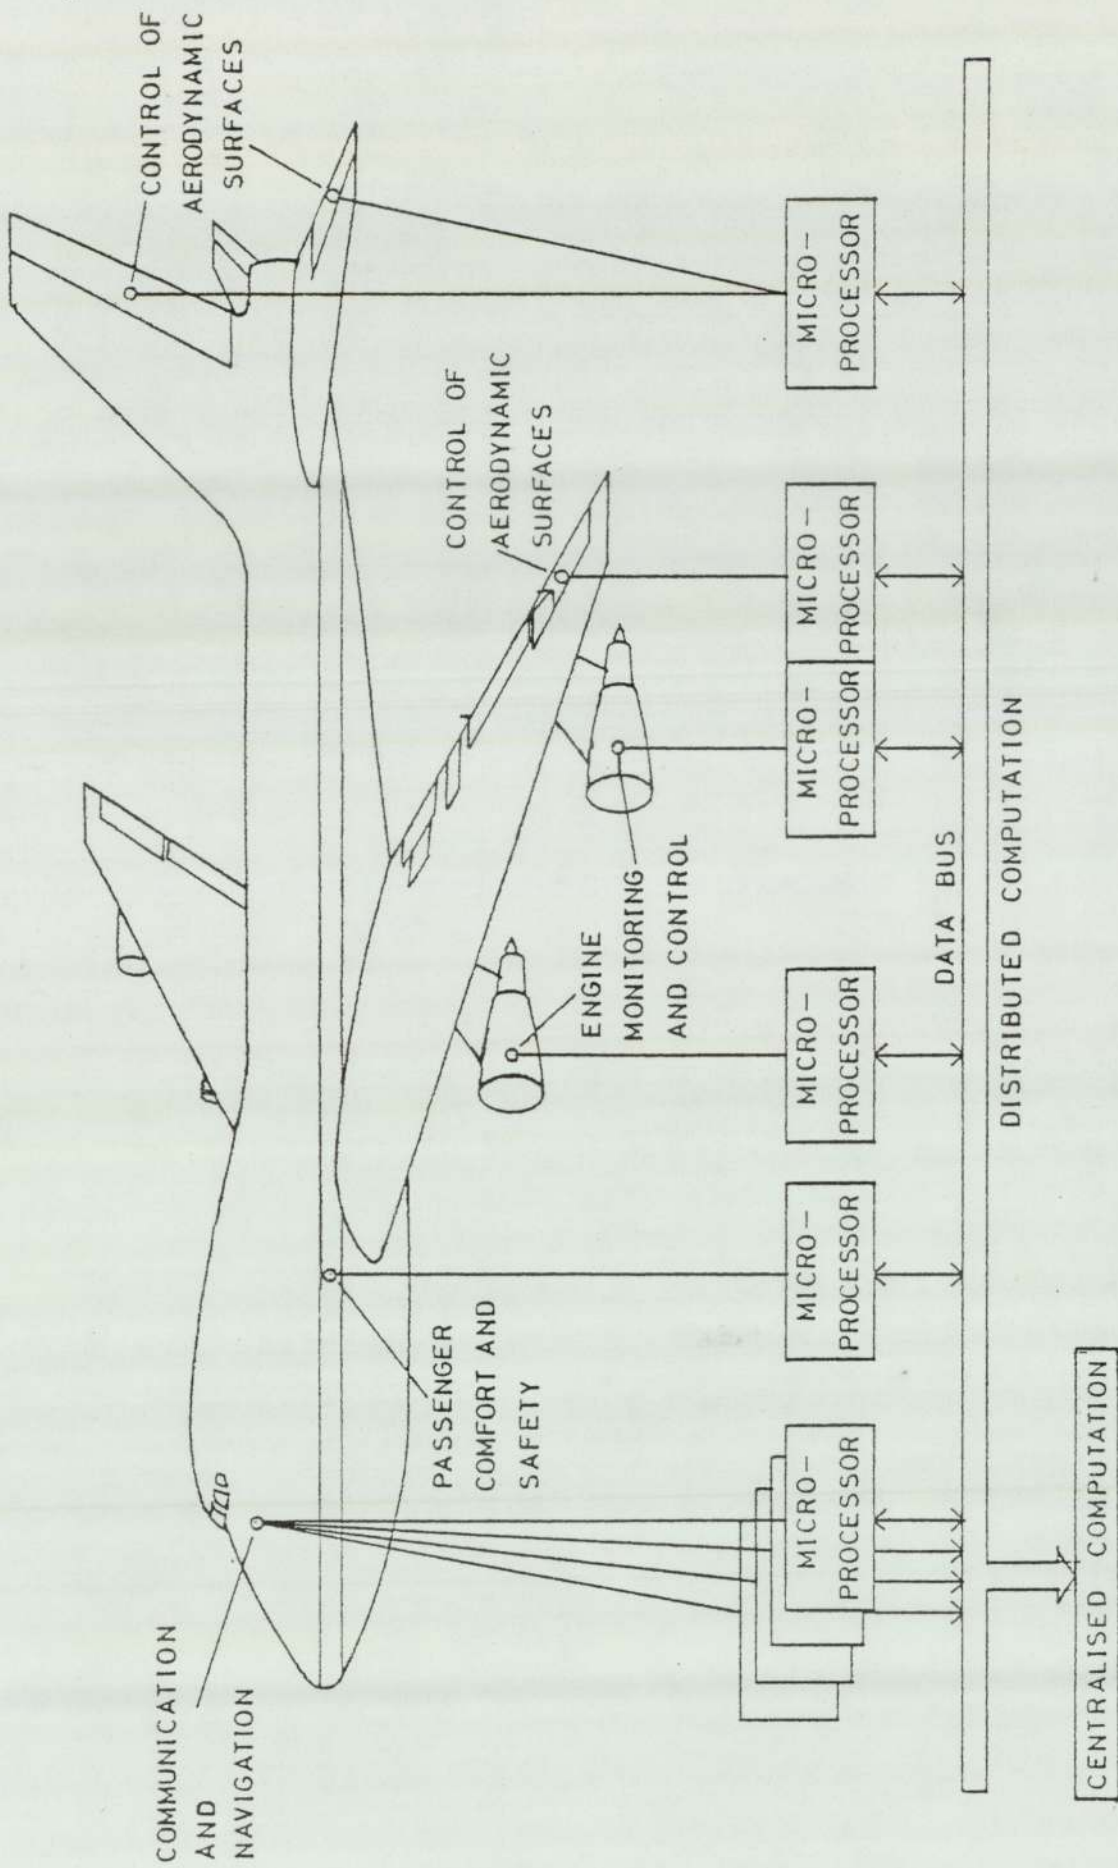 COMMUNICATION
AND
NAVIGATION
PASSENGER
COMFORT AND
SAFETY
ENGINE
MONITORING
AND CONTROL
CONTROL OF
AERODYNAMIC
SURFACES
CONTROL OF
AERODYNAMIC
SURFACES
MICRO-
PROCESSOR
MICRO-
PROCESSOR
MICRO-
PROCESSOR
MICRO-
PROCESSOR
MICRO-
PROCESSOR
MICRO-
PROCESSOR
DATA BUS
DISTRIBUTED COMPUTATION
CENTRALISED COMPUTATION